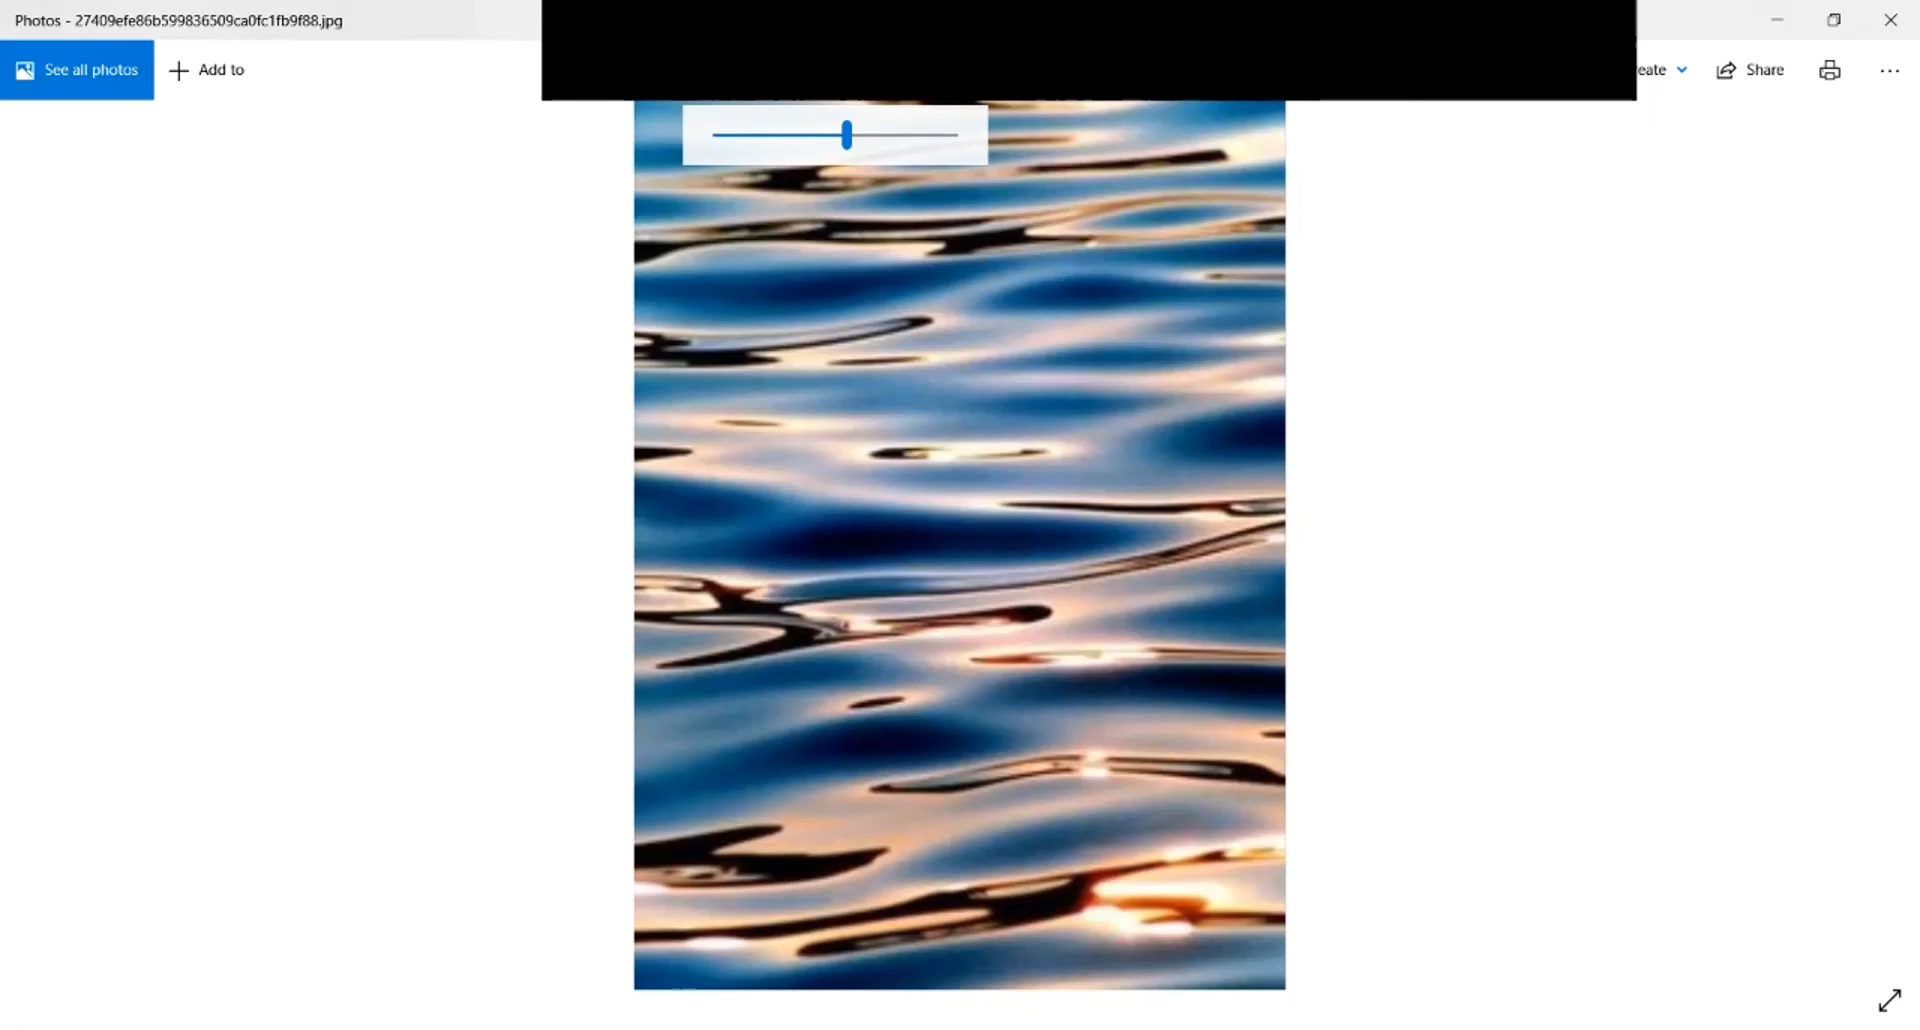 Photos - 27409efe86b599836509ca0fc1fb9f88.jpg
See all photos
Add to
eate
Share